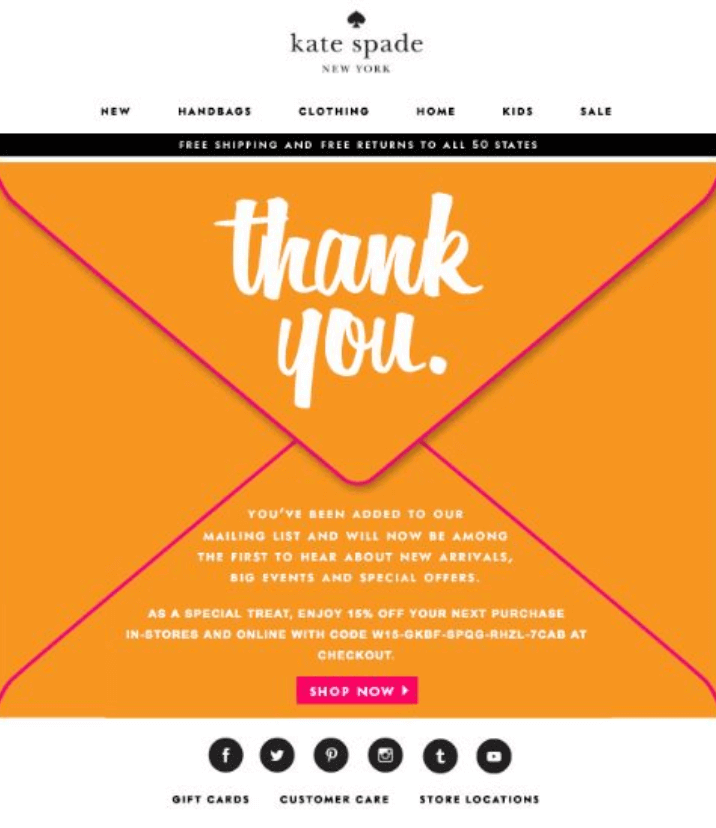 kate spade
NEW YORK
NEW HANDBAGS CLOTHING HOME KIDS SALE
FREE SHIPPING AND FREE RETURNS TO ALL 50 STATES
thank
you.
YOU'VE BEEN ADDED TO OUR
MAILING LIST AND WILL NOW BE AMONG
THE FIRST TO HEAR ABOUT NEW ARRIVALS,
BIG EVENTS AND SPECIAL OFFERS.
AS A SPECIAL TREAT, ENJOY 15% OFF YOUR NEXT PURCHASE
IN-STORES AND ONLINE WITH CODE W15-GKBF-SPQG-RHZL-7CAB AT
CHECKOUT.
SHOP NOW
GIFT CARDS CUSTOMER CARE STORE LOCATIONS